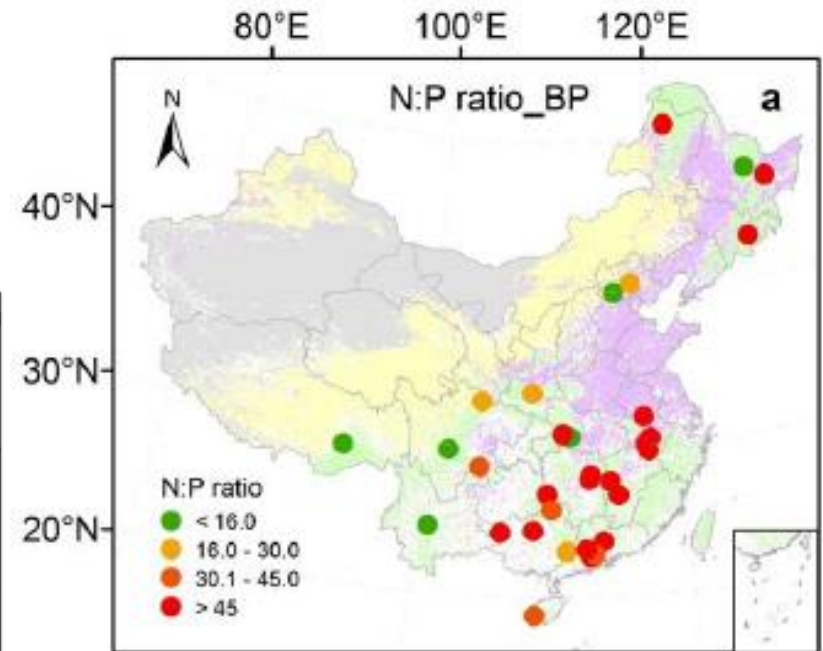 80°E 100°E 120°E
N N:P ratio_BP a
40°N
30°N
20°N
N:P ratio
< 16.0
16.0 - 30.0
30.1 - 45.0
> 45